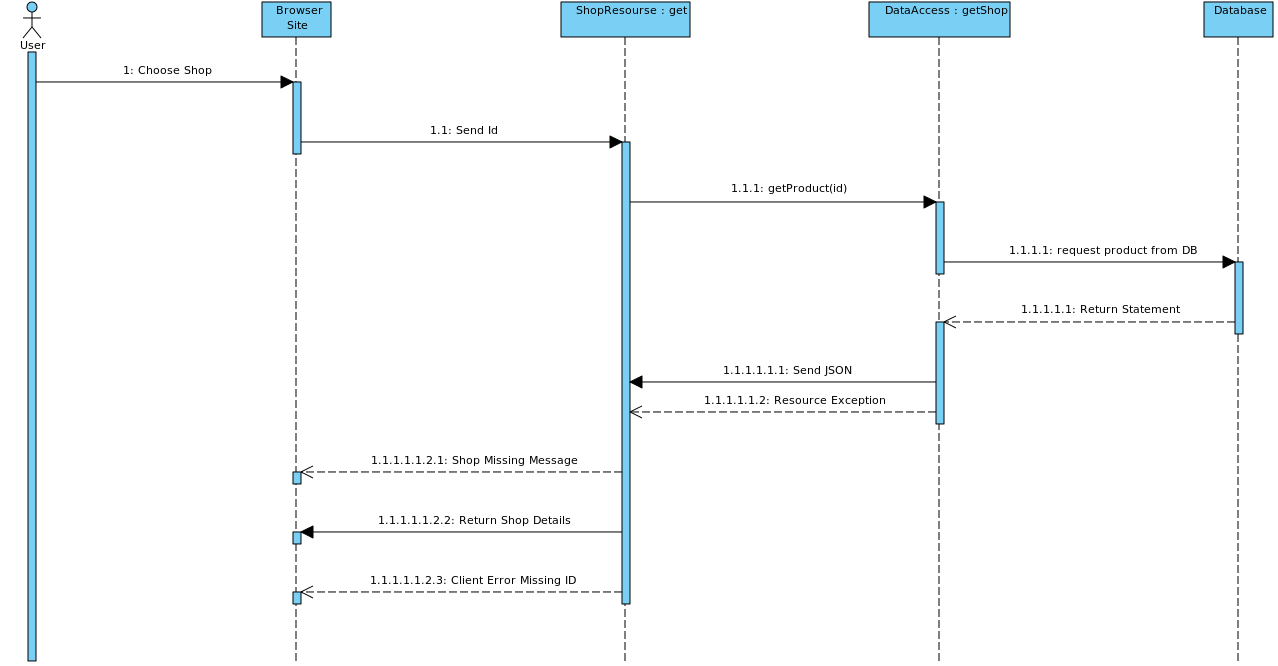 User
Browser
Site
ShopResourse : get
DataAccess : getShop
Database
1: Choose Shop
1.1: Send Id
1.1.1: getProduct(id)
1.1.1.1: request product from DB
1.1.1.1.1: Return Statement
1.1.1.1.1.1: Send JSON
1.1.1.1.1.2: Resource Exception
1.1.1.1.1.2.1: Shop Missing Message
1.1.1.1.1.2.2: Return Shop Details
1.1.1.1.1.2.3: Client Error Missing ID